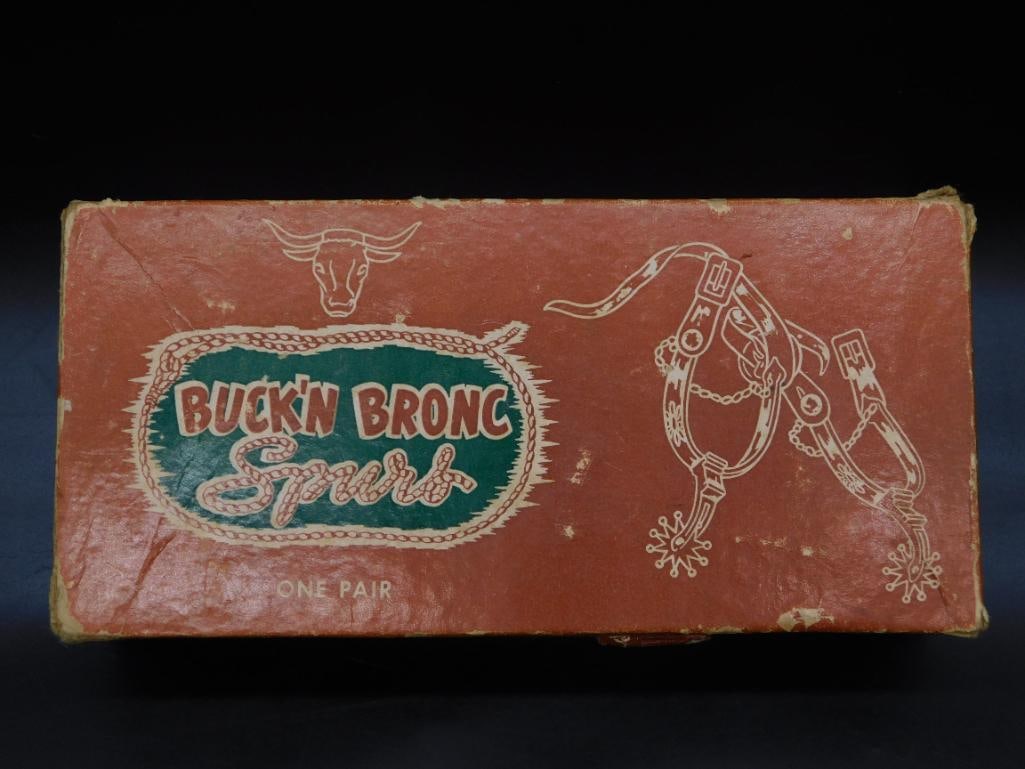 BUCK'N BRONC
Spurs
ONE PAIR